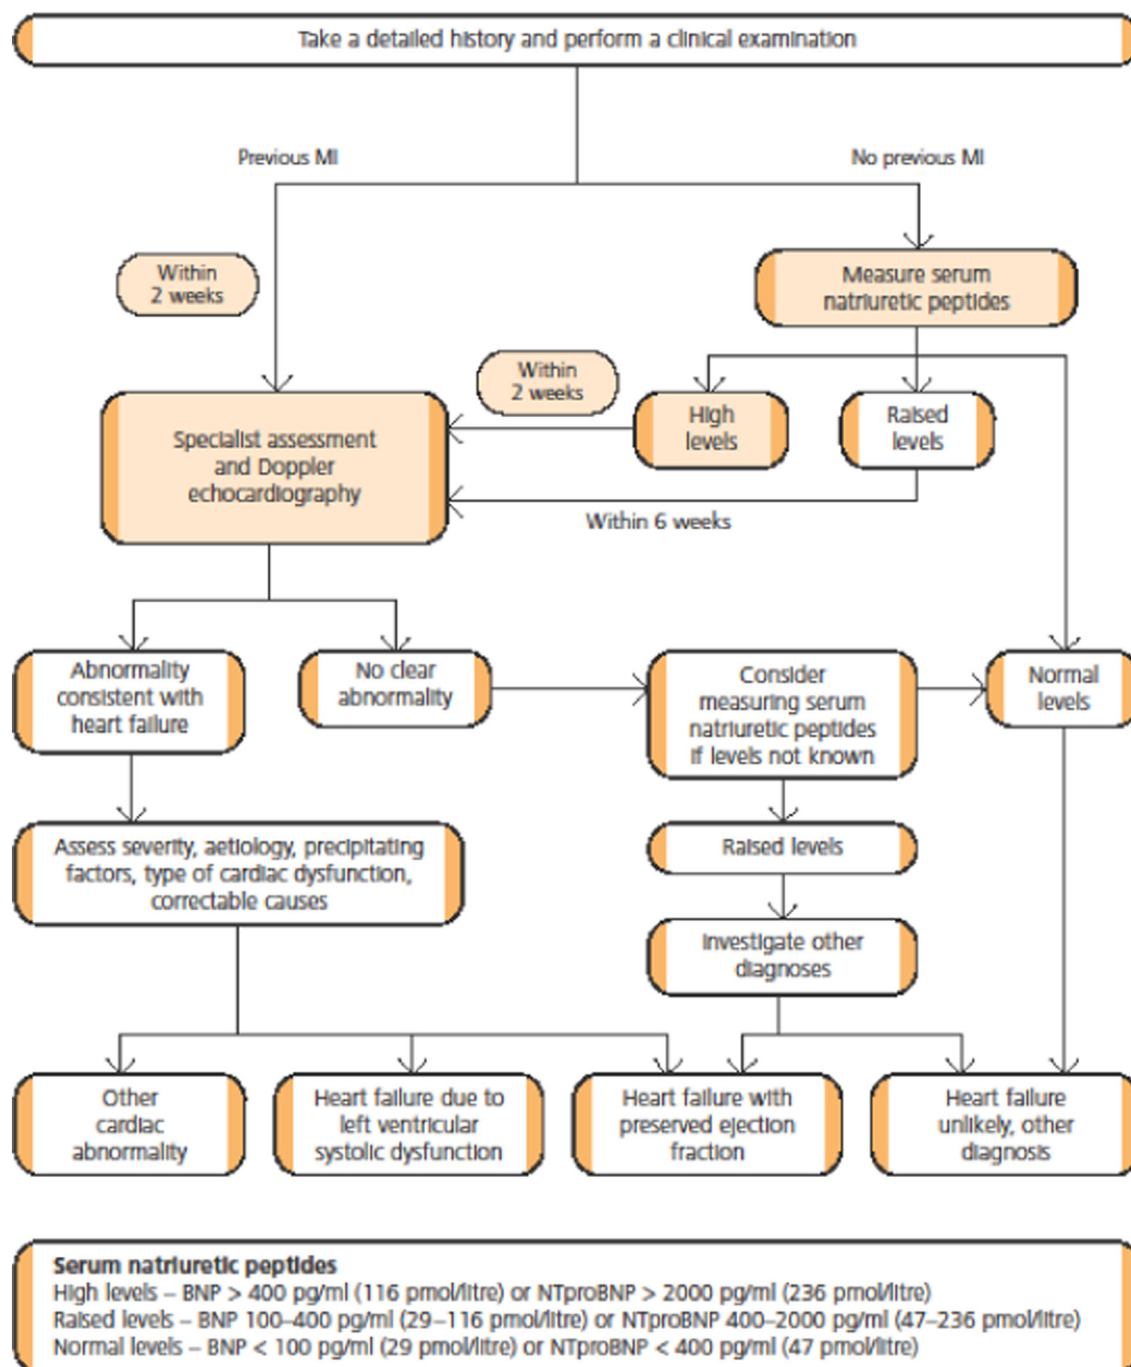 Take a detailed history and perform a clinical examination
Previous MI
No previous MI
Within
2 weeks
Measure serum
natriuretic peptides
Within
2 weeks
High
levels
Raised
levels
Specialist assessment
and Doppler
echocardiography
Within 6 weeks
Abnormality
consistent with
heart failure
No clear
abnormality
Consider
measuring serum
natriuretic peptides
if levels not known
Normal
levels
Assess severity, aetiology, precipitating
factors, type of cardiac dysfunction,
correctable causes
Raised levels
Investigate other
diagnoses
Other
cardiac
abnormality
Heart failure due to
left ventricular
systolic dysfunction
Heart failure with
preserved ejection
fraction
Heart failure
unlikely, other
diagnosis
Serum natriuretic peptides
High levels – BNP > 400 pg/ml (116 pmol/litre) or NTproBNP > 2000 pg/ml (236 pmol/litre)
Raised levels – BNP 100–400 pg/ml (29–116 pmol/litre) or NTproBNP 400–2000 pg/ml (47–236 pmol/litre)
Normal levels – BNP < 100 pg/ml (29 pmol/litre) or NTproBNP < 400 pg/ml (47 pmol/litre)